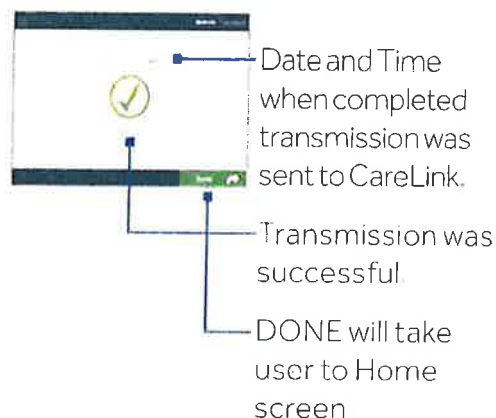 Date and Time
when completed
transmission was
sent to CareLink.
Transmission was
successful.
DONE will take
user to Home
screen